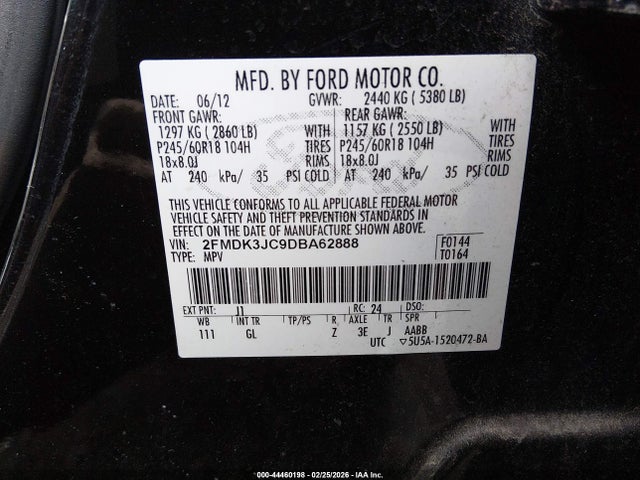 MFD. BY FORD MOTOR CO.
DATE: 06/12 GVWR: 2440 KG ( 5380 LB)
FRONT GAWR: REAR GAWR:
1297 KG ( 2860 LB) WITH 1157 KG ( 2550 LB) WITH
P245/60R18 104H TIRES P245/60R18 104H TIRES
18x8.0J RIMS 18x8.0J RIMS
AT 240 kPa/ 35 PSI COLD AT 240 kPa/ 35 PSI COLD
THIS VEHICLE CONFORMS TO ALL APPLICABLE FEDERAL MOTOR
VEHICLE SAFETY AND THEFT PREVENTION STANDARDS IN
EFFECT ON THE DATE OF MANUFACTURE SHOWN ABOVE.
VIN: 2FMDK3JC9DBA62888 F0144
TYPE: MPV T0164
EXT PNT: J1 RC: 24 DSO:
WB INT TR TP/PS R AXLE TR SPR
111 GL Z 3E J AABB
UTC ▽5U5A-1520472-BA
000-44460198 - 02/25/2026 - IAA Inc.